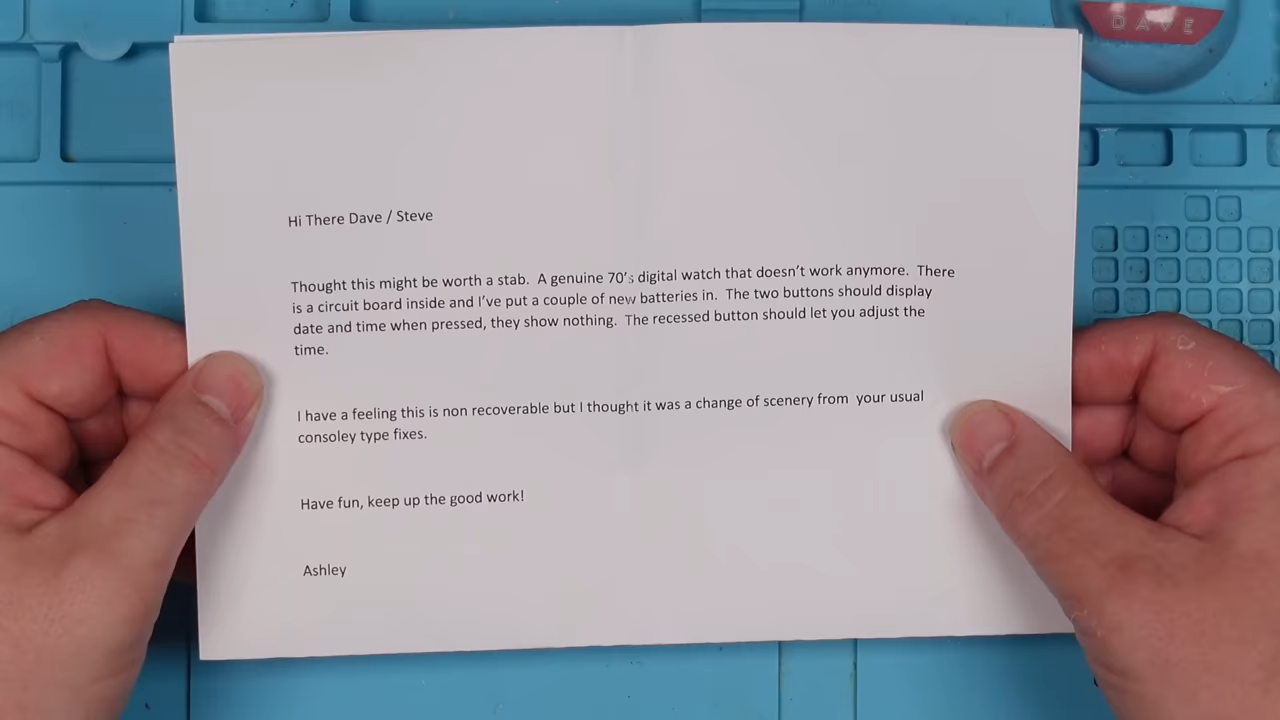 DAVE
Hi There Dave / Steve
Thought this might be worth a stab.  A genuine 70's digital watch that doesn't work anymore.  There
is a circuit board inside and I've put a couple of new batteries in.  The two buttons should display
date and time when pressed, they show nothing.  The recessed button should let you adjust the
time.
I have a feeling this is non recoverable but I thought it was a change of scenery from  your usual
consoley type fixes.
Have fun, keep up the good work!
Ashley